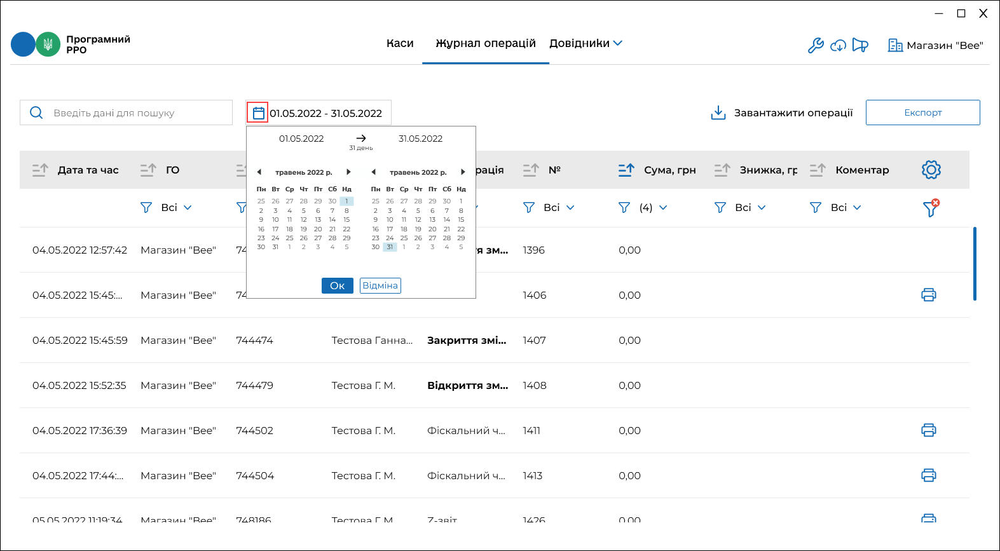 Програмний
РРО
Каси
Журнал операцій
Довідники
Магазин "Bee"
Введіть дані для пошуку
01.05.2022 - 31.05.2022
Завантажити операції
Експорт
01.05.2022
31.05.2022
31 день
травень 2022 р.
травень 2022 р.
Пн Вт Ср Чт Пт Сб Нд
Пн Вт Ср Чт Пт Сб Нд
25 26 27 28 29 30 1
25 26 27 28 29 30 1
2 3 4 5 6 7 8
2 3 4 5 6 7 8
9 10 11 12 13 14 15
9 10 11 12 13 14 15
16 17 18 19 20 21 22
16 17 18 19 20 21 22
23 24 25 26 27 28 29
23 24 25 26 27 28 29
30 31 1 2 3 4 5
30 31 1 2 3 4 5
Ок
Відміна
Дата та час ГО рація № Сума, грн Знижка, гр Коментар
Всі Всі (4) Всі Всі
04.05.2022 12:57:42 Магазин "Bee" 74 тя зм... 1396 0,00
04.05.2022 15:45:... Магазин "Bee" 74 1406 0,00
04.05.2022 15:45:59 Магазин "Bee" 744474 Тестова Ганна... Закриття змі... 1407 0,00
04.05.2022 15:52:35 Магазин "Bee" 744479 Тестова Г. М. Відкриття зм... 1408 0,00
04.05.2022 17:36:39 Магазин "Bee" 744502 Тестова Г. М. Фіскальний ч... 1411 0,00
04.05.2022 17:44:... Магазин "Bee" 744504 Тестова Г. М. Фіскальний ч... 1413 0,00
05.05.2022 11:19:34 Магазин "Bee" 748186 Тестова Г. М. Z-звіт 1426 0,00